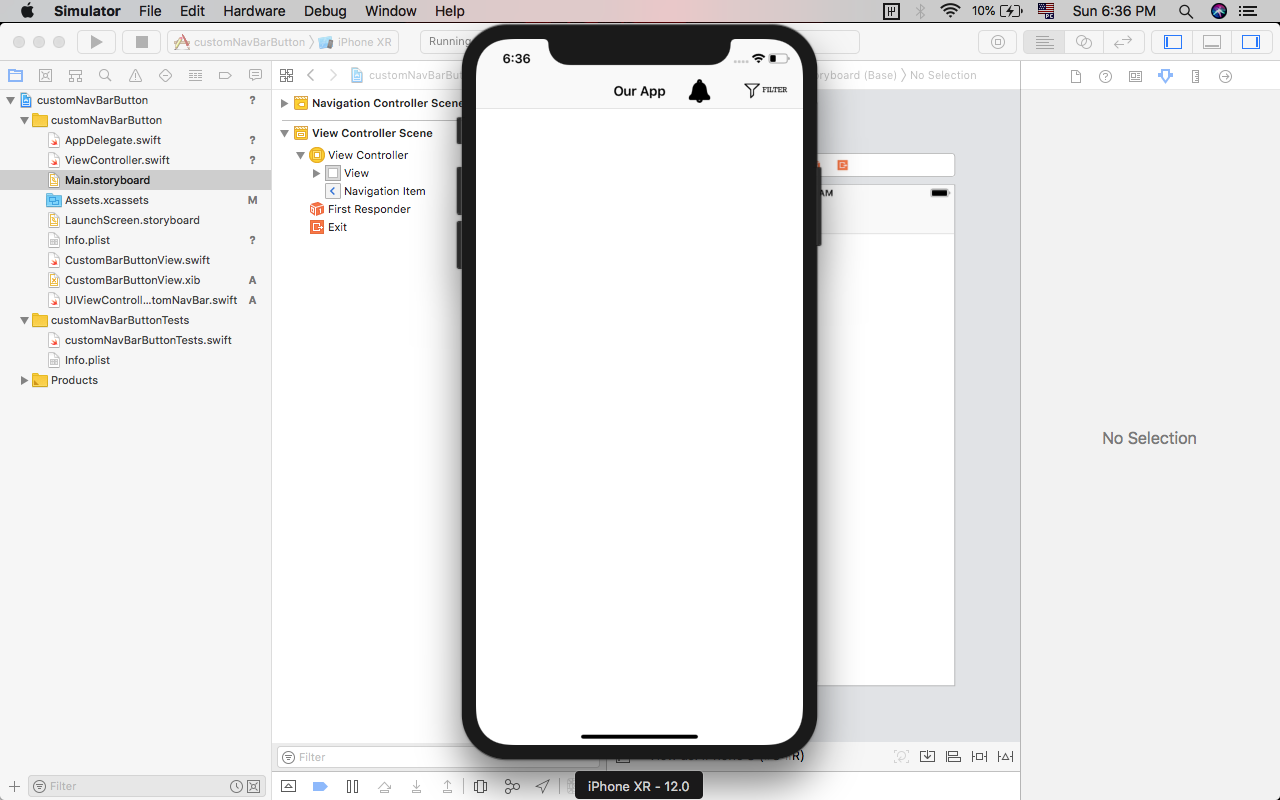 Simulator File Edit Hardware Debug Window Help 10% Sun 6:36 PM
customNavBarButton iPhone XR Running
customNavBarBut oryboard (Base) No Selection
customNavBarButton ?
customNavBarButton
AppDelegate.swift ?
ViewController.swift ?
Main.storyboard
Assets.xcassets M
LaunchScreen.storyboard
Info.plist ?
CustomBarButtonView.swift
CustomBarButtonView.xib A
UIViewControll...tomNavBar.swift A
customNavBarButtonTests
customNavBarButtonTests.swift
Info.plist
Products
Filter
Navigation Controller Scene
View Controller Scene
View Controller
View
Navigation Item
First Responder
Exit
Filter
6:36
Our App FILTER
AM
iPhone XR - 12.0
No Selection